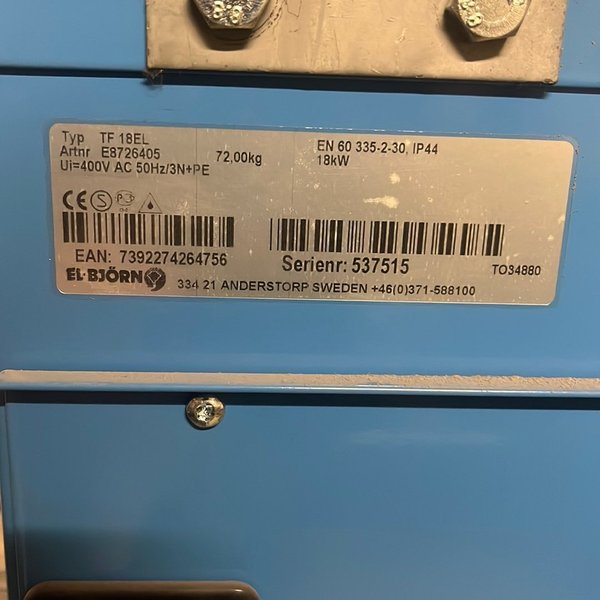 Typ TF 18EL
Artnr E8726405 72,00kg
Ui=400V AC 50Hz/3N+PE
EN 60 335-2-30, IP44
18kW
EAN: 7392274264756
Serienr: 537515
TO34880
EL·BJÖRN
334 21 ANDERSTORP SWEDEN +46(0)371-588100